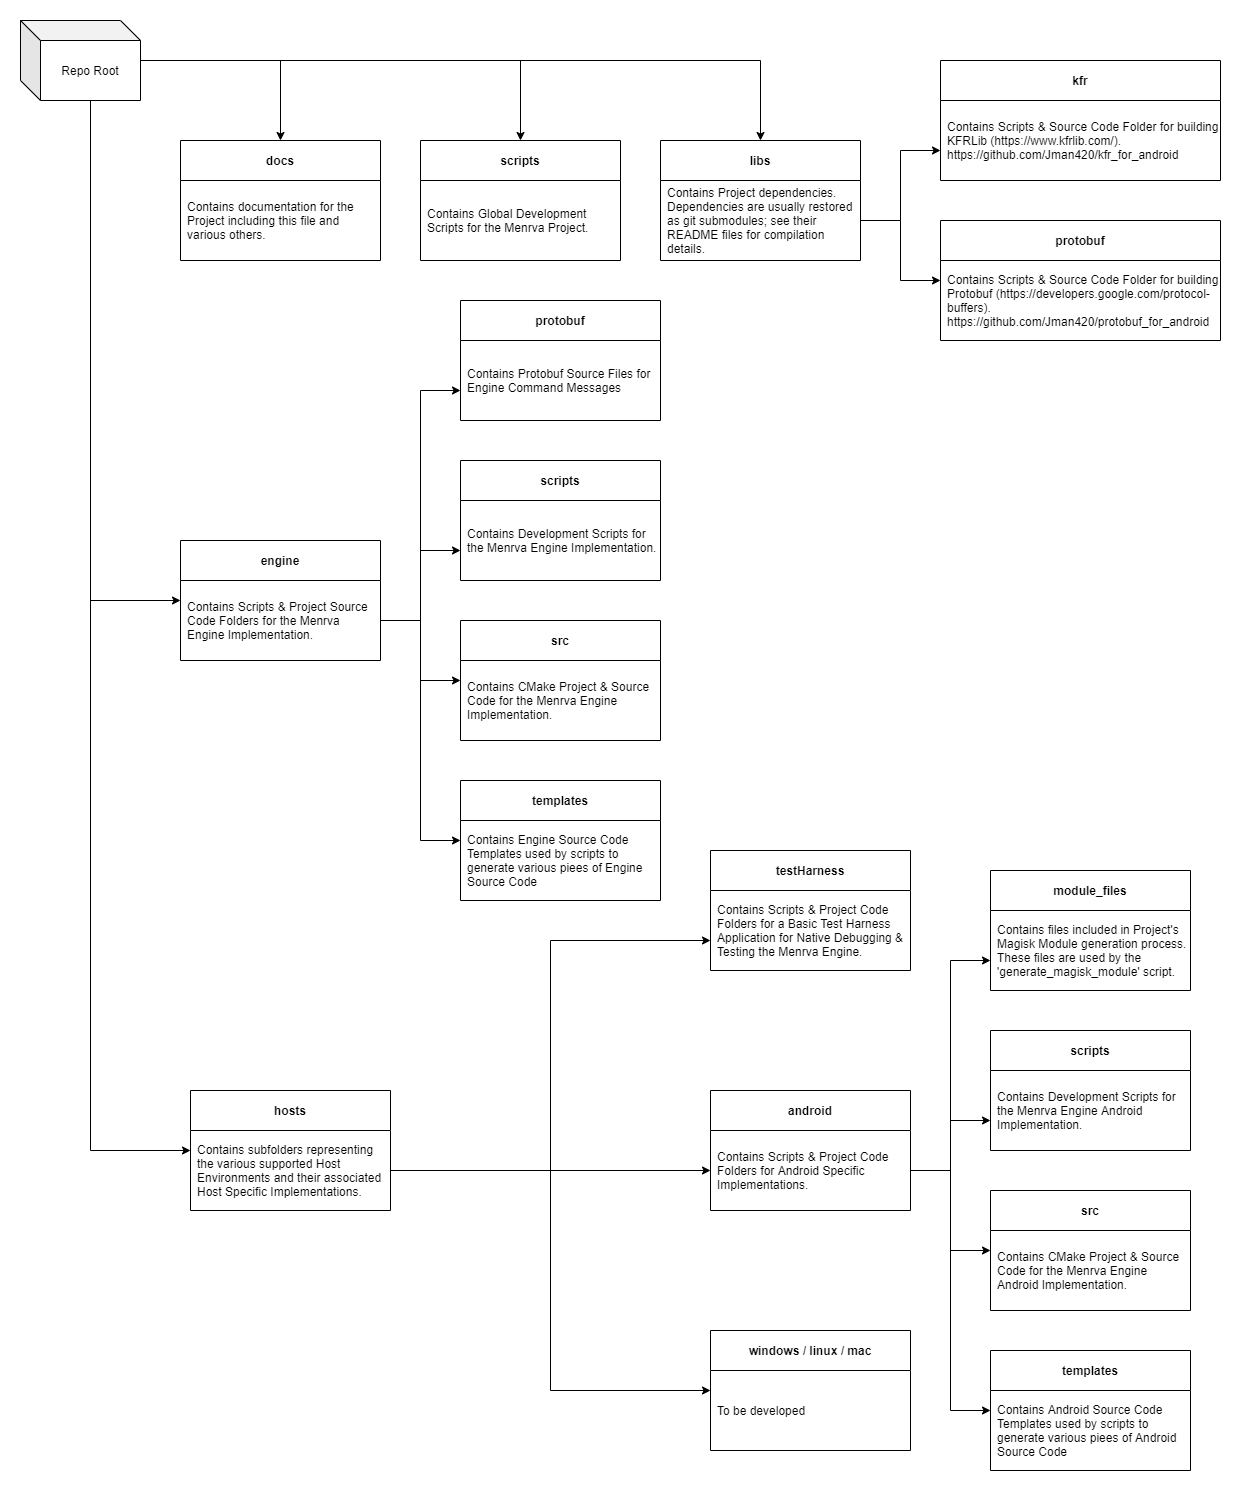 Repo Root
docs
Contains documentation for the
Project including this file and
various others.
scripts
Contains Global Development
Scripts for the Menrva Project.
libs
Contains Project dependencies.
Dependencies are usually restored
as git submodules; see their
README files for compilation
details.
kfr
Contains Scripts & Source Code Folder for building
KFRLib (https://www.kfrlib.com/).
https://github.com/Jman420/kfr_for_android
protobuf
Contains Scripts & Source Code Folder for building
Protobuf (https://developers.google.com/protocol-
buffers).
https://github.com/Jman420/protobuf_for_android
protobuf
Contains Protobuf Source Files for
Engine Command Messages
scripts
Contains Development Scripts for
the Menrva Engine Implementation.
engine
Contains Scripts & Project Source
Code Folders for the Menrva
Engine Implementation.
src
Contains CMake Project & Source
Code for the Menrva Engine
Implementation.
templates
Contains Engine Source Code
Templates used by scripts to
generate various piees of Engine
Source Code
testHarness
Contains Scripts & Project Code
Folders for a Basic Test Harness
Application for Native Debugging &
Testing the Menrva Engine.
module_files
Contains files included in Project's
Magisk Module generation process.
These files are used by the
'generate_magisk_module' script.
scripts
Contains Development Scripts for
the Menrva Engine Android
Implementation.
hosts
Contains subfolders representing
the various supported Host
Environments and their associated
Host Specific Implementations.
android
Contains Scripts & Project Code
Folders for Android Specific
Implementations.
src
Contains CMake Project & Source
Code for the Menrva Engine
Android Implementation.
windows / linux / mac
To be developed
templates
Contains Android Source Code
Templates used by scripts to
generate various piees of Android
Source Code